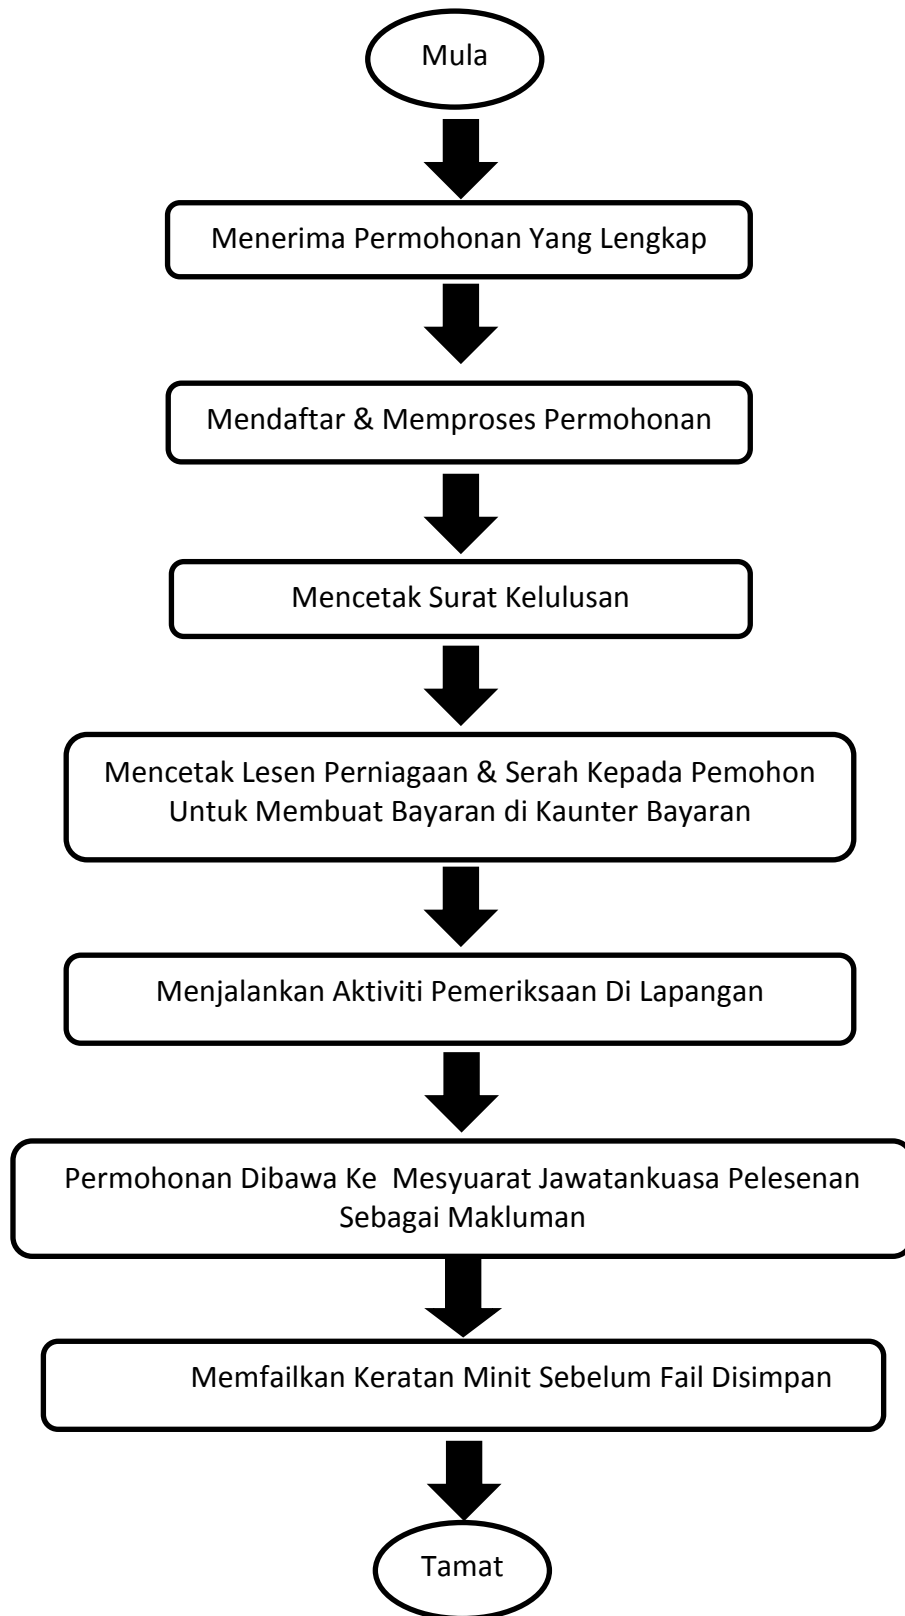 Mula
Menerima Permohonan Yang Lengkap
Mendaftar & Memproses Permohonan
Mencetak Surat Kelulusan
Mencetak Lesen Perniagaan & Serah Kepada Pemohon
Untuk Membuat Bayaran di Kaunter Bayaran
Menjalankan Aktiviti Pemeriksaan Di Lapangan
Permohonan Dibawa Ke  Mesyuarat Jawatankuasa Pelesenan
Sebagai Makluman
Memfailkan Keratan Minit Sebelum Fail Disimpan
Tamat